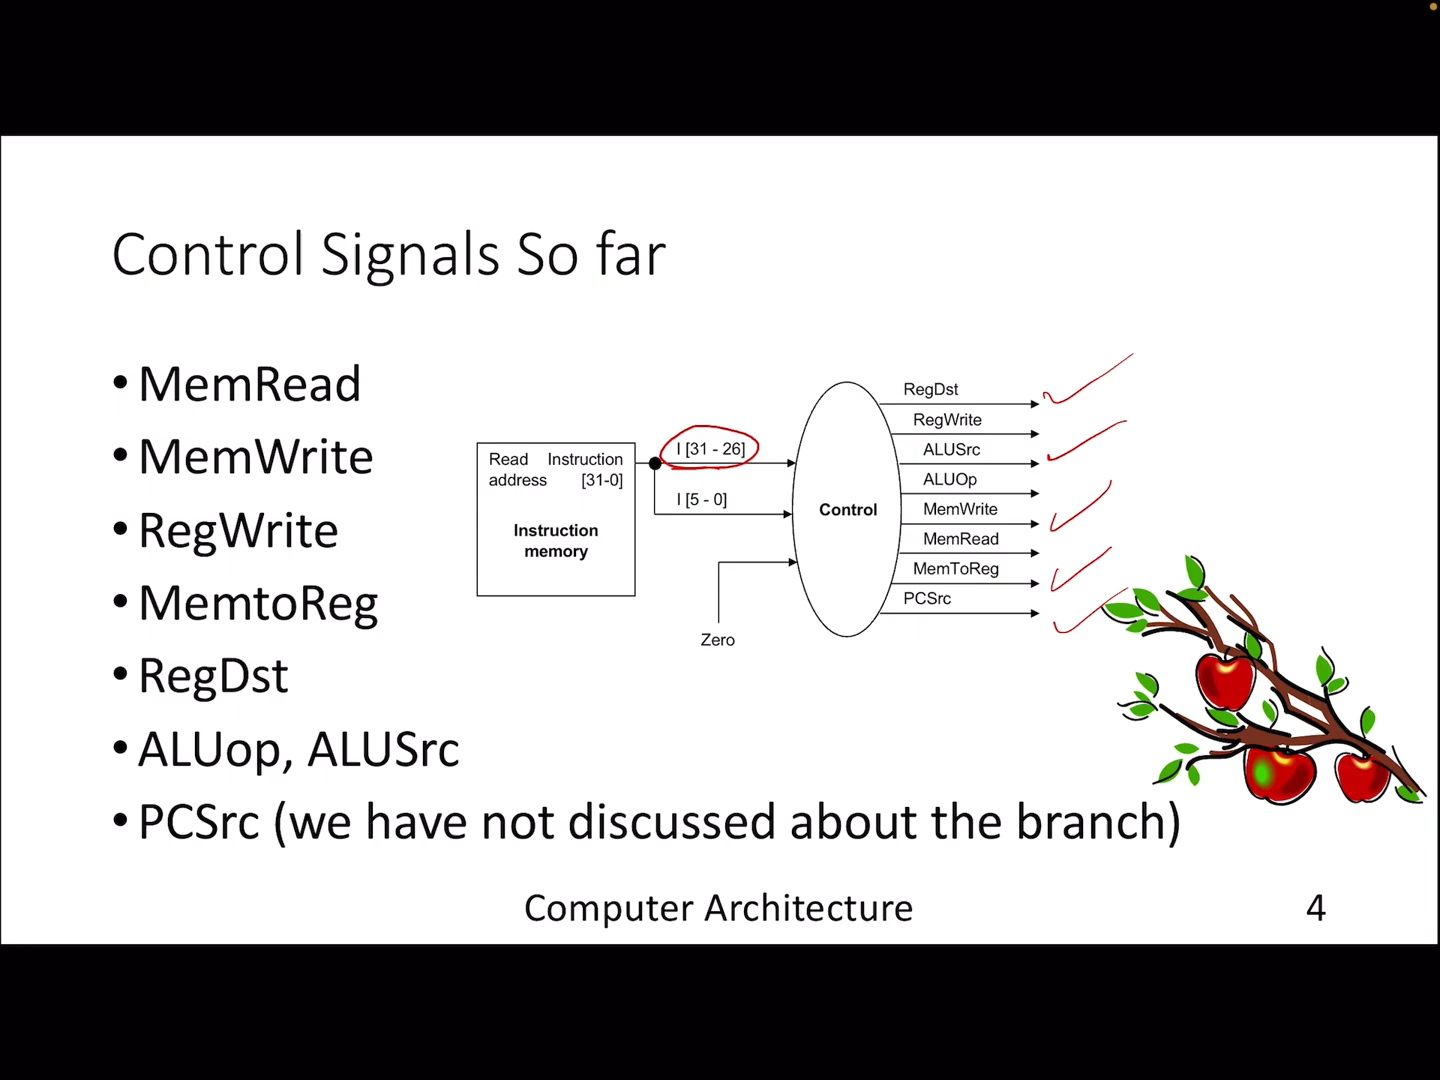 Control Signals So far
• MemRead
• MemWrite
• RegWrite
• MemtoReg
• RegDst
• ALUop, ALUSrc
• PCSrc (we have not discussed about the branch)
Read Instruction
address [31-0]
Instruction
memory
I [31 - 26]
I [5 - 0]
Zero
Control
RegDst
RegWrite
ALUSrc
ALUOp
MemWrite
MemRead
MemToReg
PCSrc
Computer Architecture
4